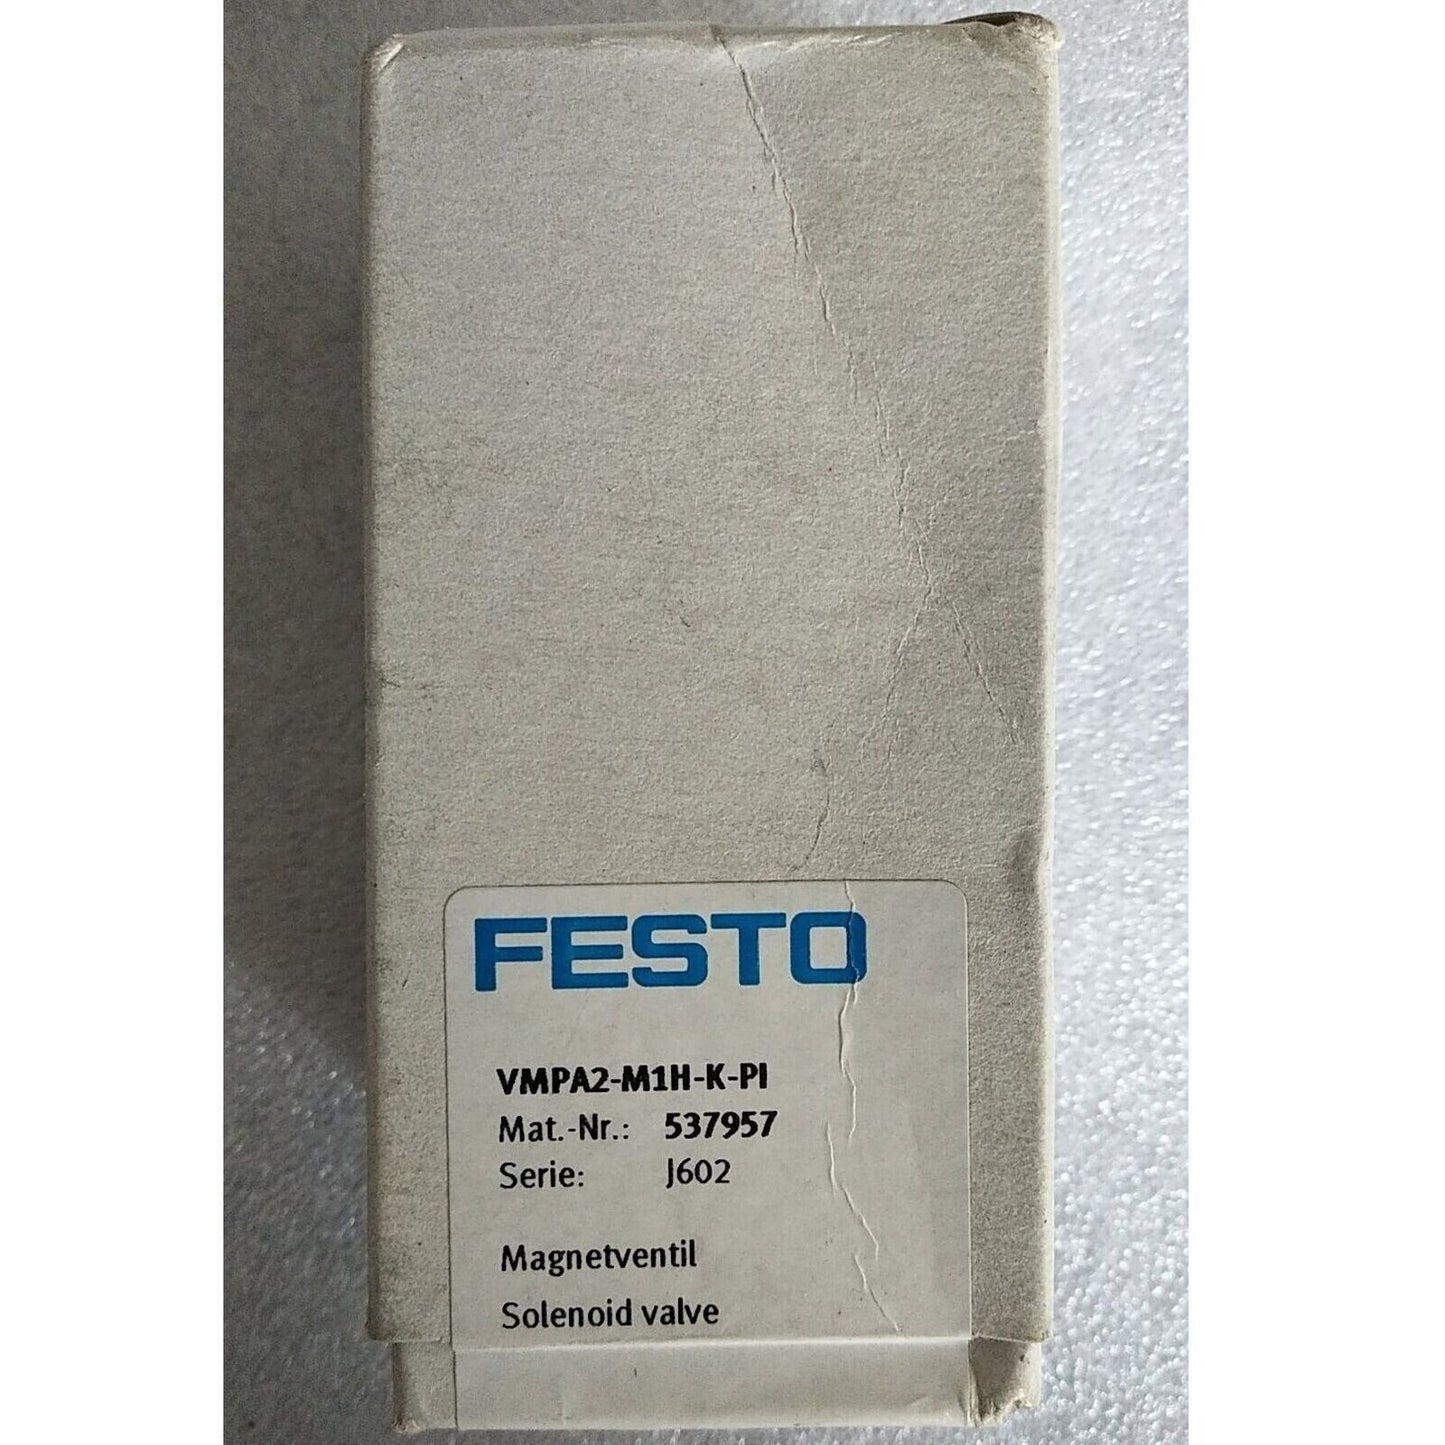 FESTO
VMPA2-M1H-K-PI
Mat.-Nr.: 537957
Serie: J602
Magnetventil
Solenoid valve